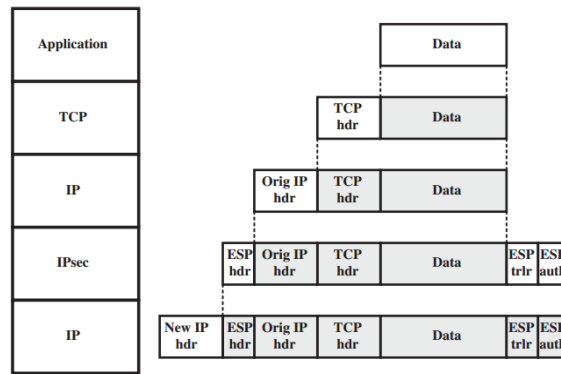 Application
Data
TCP
TCP
hdr
Data
IP
Orig IP
hdr
TCP
hdr
Data
IPsec
ESP
hdr
Orig IP
hdr
TCP
hdr
Data
ESP
trlr
ESP
IP
New IP
hdr
ESP
hdr
Orig IP
hdr
TCP
hdr
Data
ESP
trlr
ESP